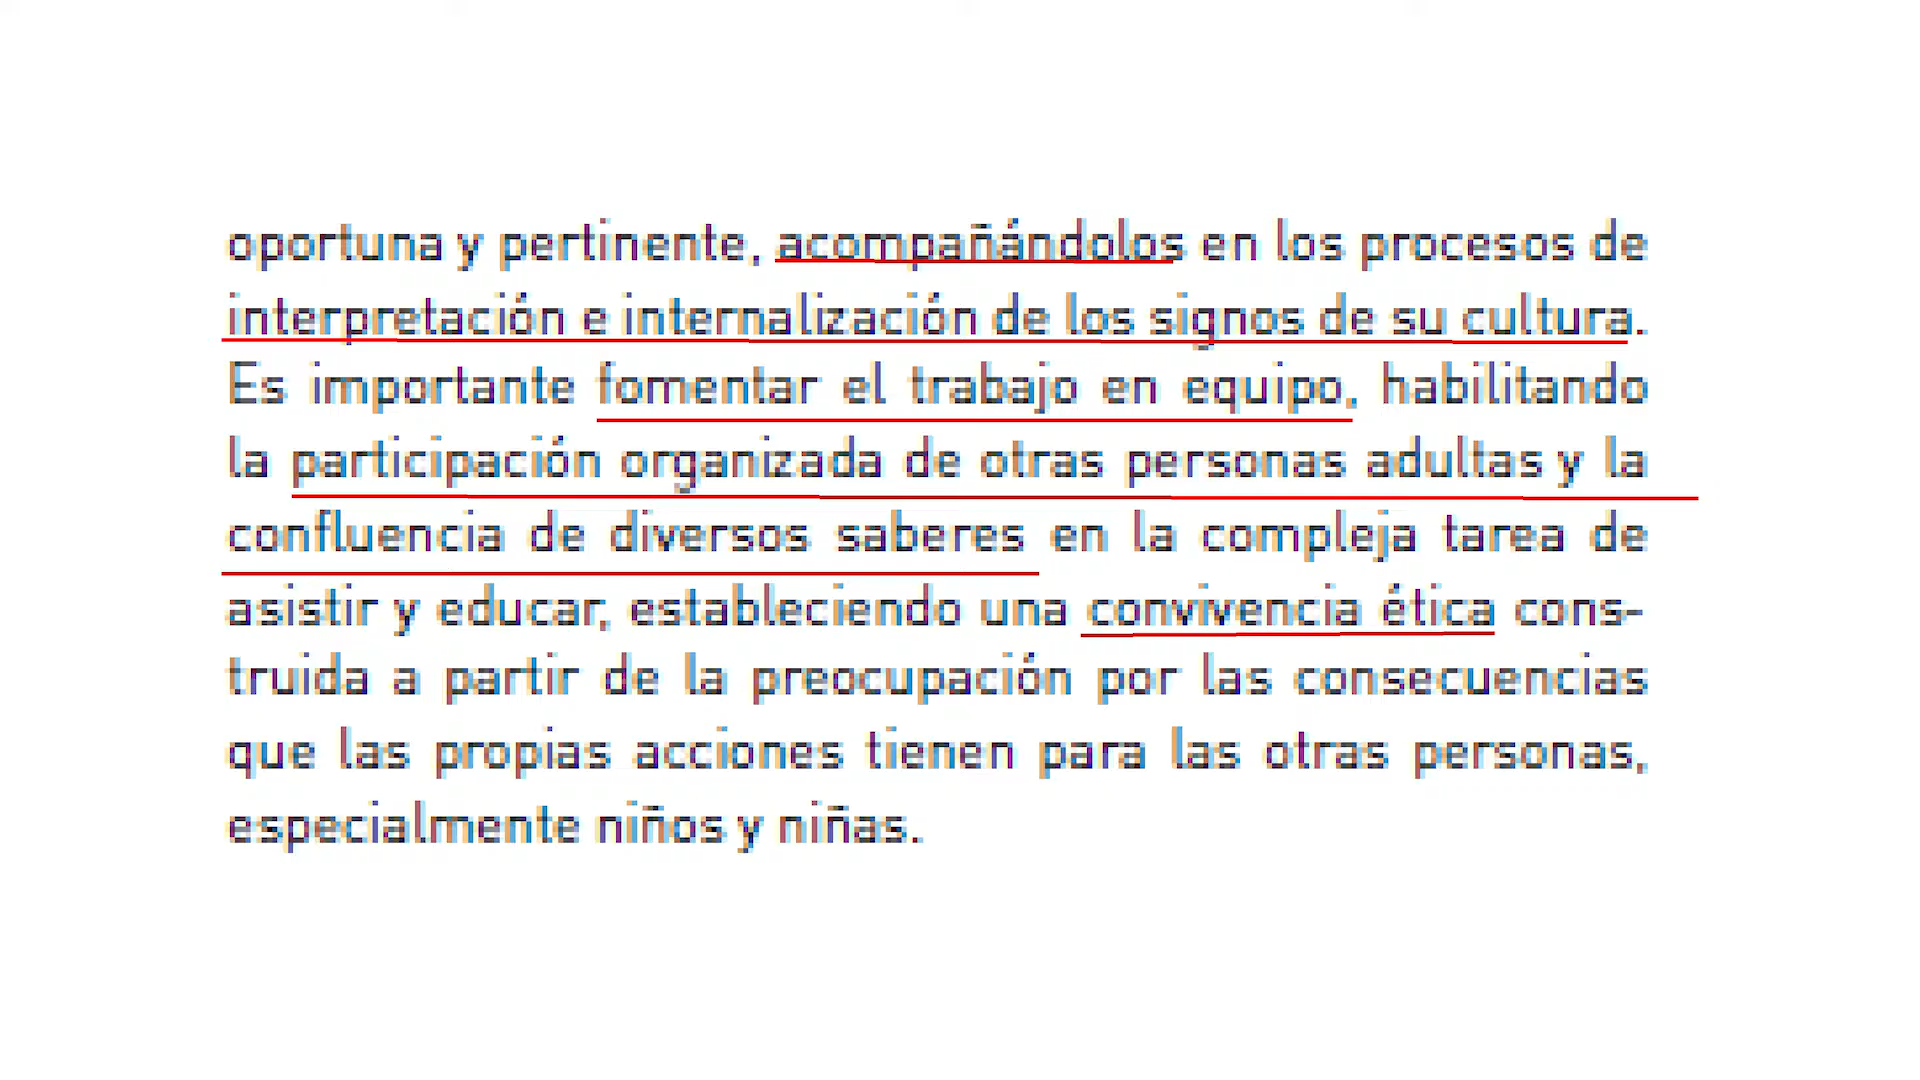 oportuna y pertinente, acompañándolos en los procesos de
interpretación e internalización de los signos de su cultura.
Es importante fomentar el trabajo en equipo, habilitando
la participación organizada de otras personas adultas y la
confluencia de diversos saberes en la compleja tarea de
asistir y educar, estableciendo una convivencia ética cons-
truida a partir de la preocupación por las consecuencias
que las propias acciones tienen para las otras personas,
especialmente niños y niñas.